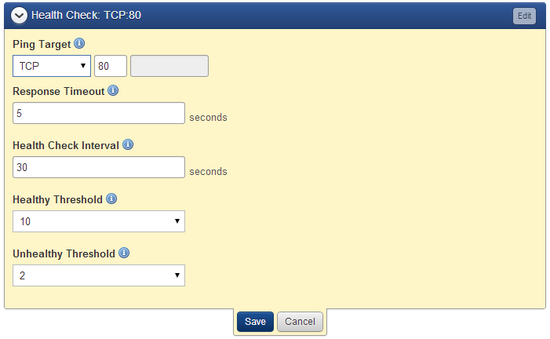 Health Check: TCP:80 Edit
Ping Target i
TCP 80
Response Timeout i
5 seconds
Health Check Interval i
30 seconds
Healthy Threshold i
10
Unhealthy Threshold i
2
Save Cancel